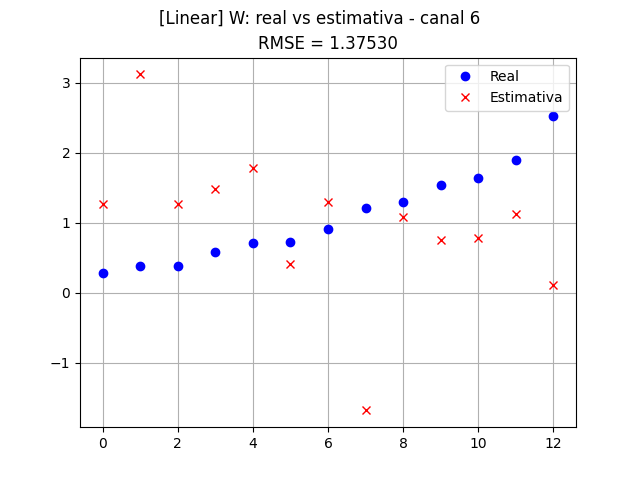 [Linear] W: real vs estimativa - canal 6
RMSE = 1.37530
Real
Estimativa
3
2
1
0
−1
0 2 4 6 8 10 12